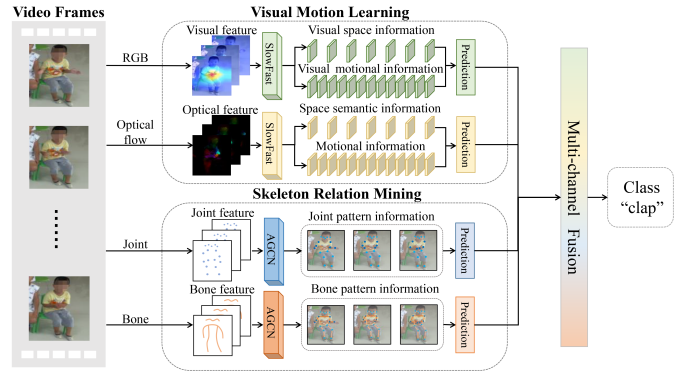 Video Frames
Visual Motion Learning
RGB
Visual feature
SlowFast
Visual space information
Visual motional information
Prediction
Optical
flow
Optical feature
SlowFast
Space semantic information
Motional information
Prediction
Skeleton Relation Mining
Joint
Joint feature
AGCN
Joint pattern information
Prediction
Bone
Bone feature
AGCN
Bone pattern information
Prediction
Multi-channel Fusion
Class
“clap”